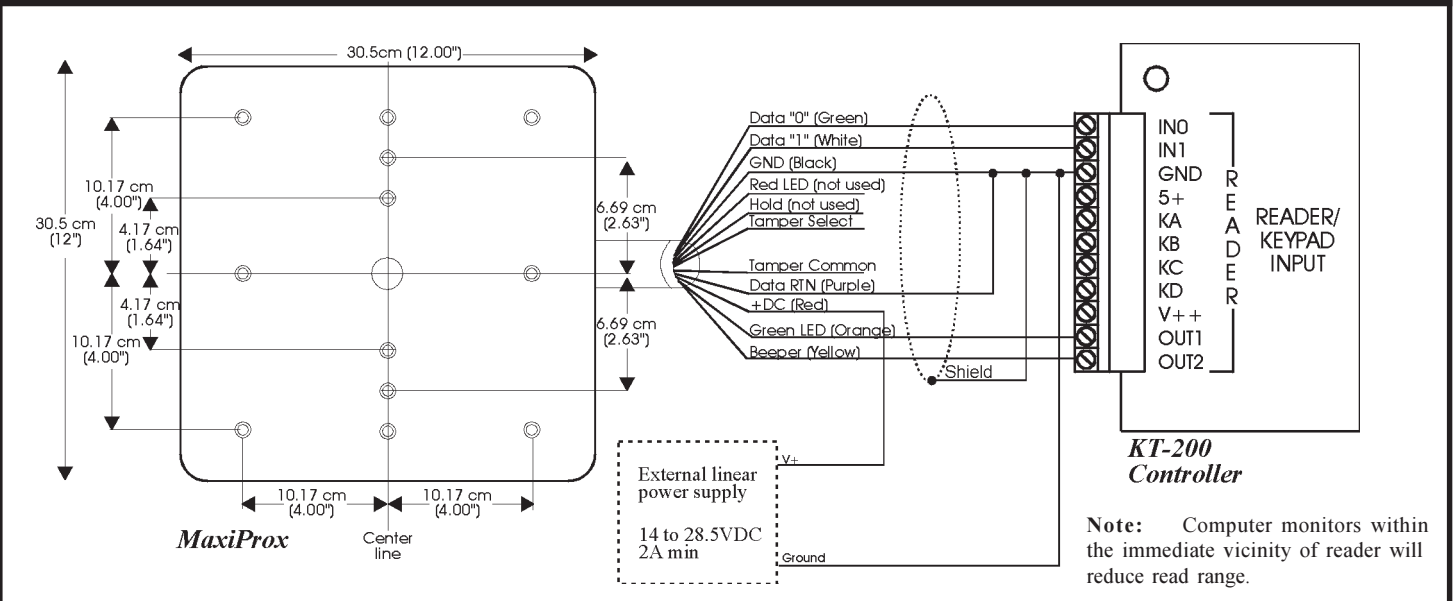 30.5cm (12.00")
10.17 cm
(4.00")
30.5 cm
(12")
4.17 cm
(1.64")
4.17 cm
(1.64")
10.17 cm
(4.00")
6.69 cm
(2.63")
6.69 cm
(2.63")
10.17 cm
(4.00")
10.17 cm
(4.00")
MaxiProx
Center
line
Data "0" (Green)
Data "1" (White)
GND (Black)
Red LED (not used)
Hold (not used)
Tamper Select
Tamper Common
Data RTN (Purple)
+DC (Red)
Green LED (Orange)
Beeper (Yellow)
Shield
V+
External linear
power supply
14 to 28.5VDC
2A min
Ground
IN0
IN1
GND
5+
KA
KB
KC
KD
V++
OUT1
OUT2
READER
READER/
KEYPAD
INPUT
KT-200
Controller
Note: Computer monitors within
the immediate vicinity of reader will
reduce read range.